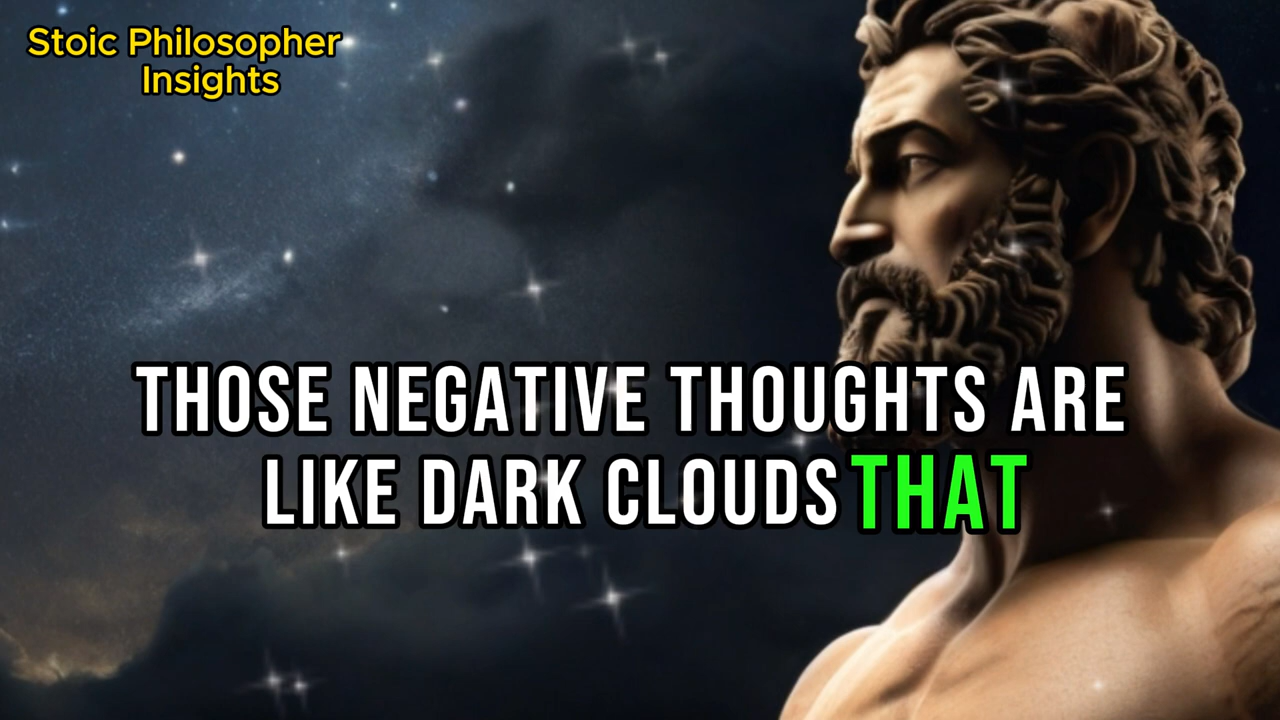 Stoic Philosopher
Insights
THOSE NEGATIVE THOUGHTS ARE
LIKE DARK CLOUDS THAT